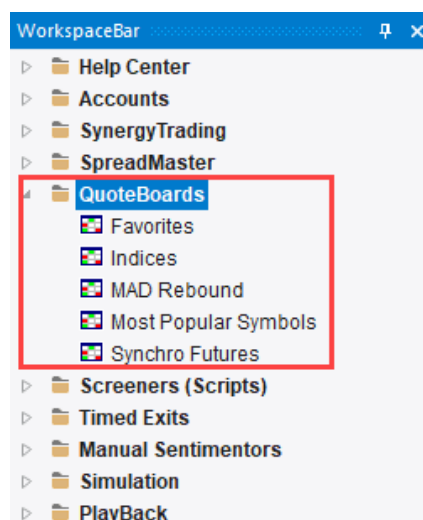 WorkspaceBar
Help Center
Accounts
SynergyTrading
SpreadMaster
QuoteBoards
Favorites
Indices
MAD Rebound
Most Popular Symbols
Synchro Futures
Screeners (Scripts)
Timed Exits
Manual Sentimentors
Simulation
PlayBack